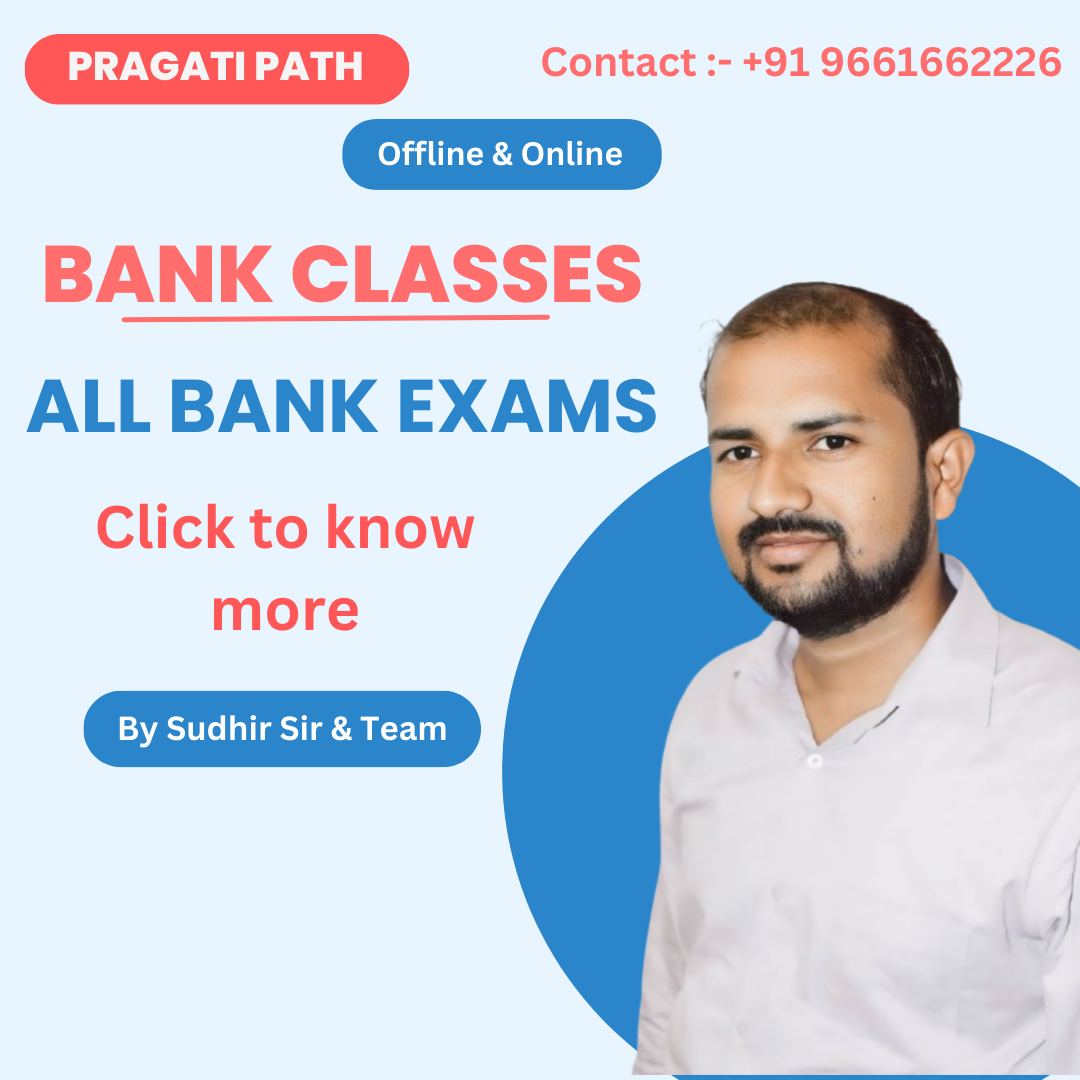 PRAGATI PATH
Contact :- +91 9661662226
Offline & Online
BANK CLASSES
ALL BANK EXAMS
Click to know
more
By Sudhir Sir & Team